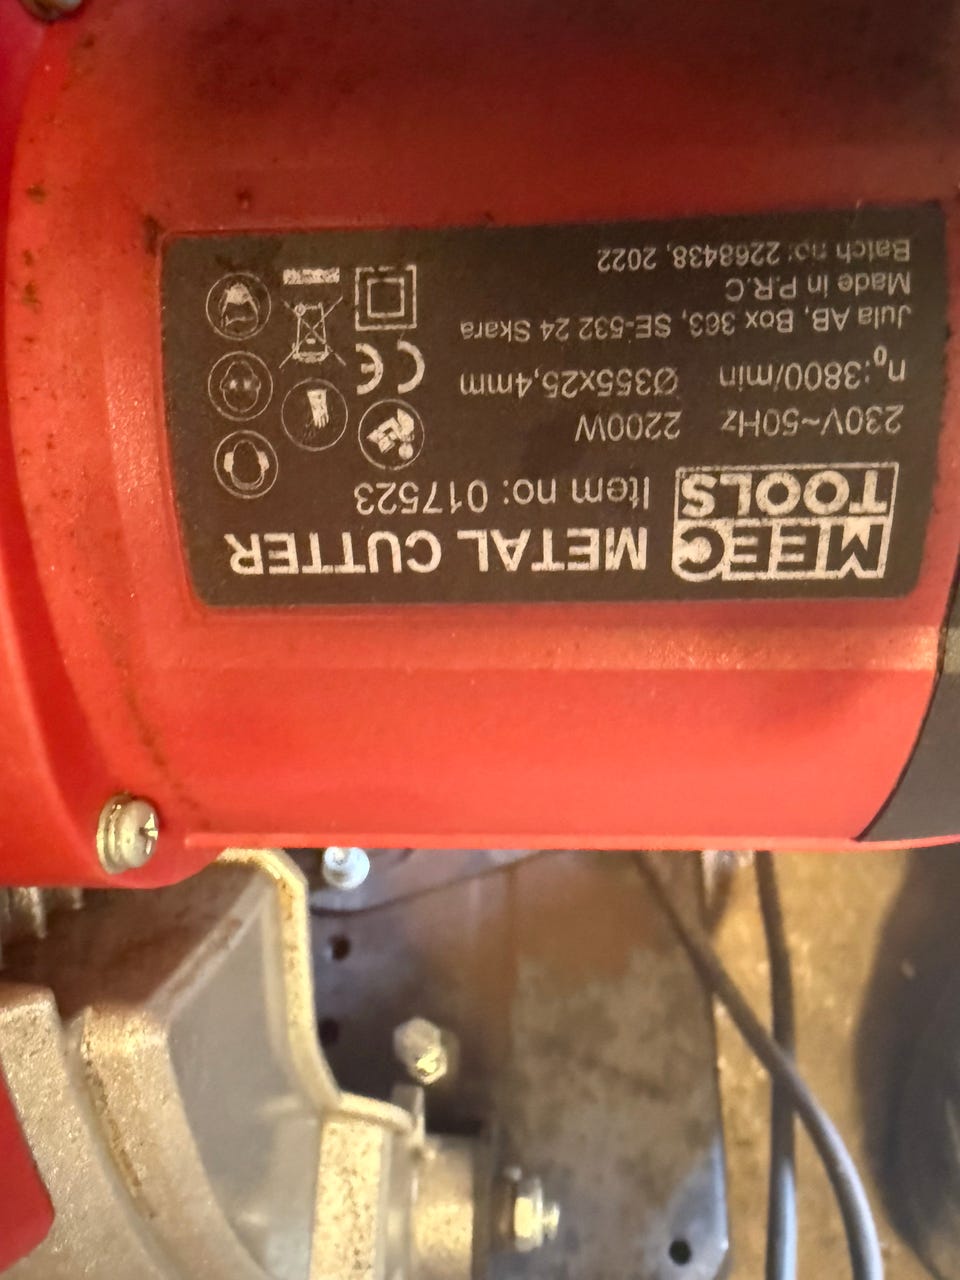 MEEC TOOLS
METAL CUTTER
Item no: 017523
230V~50Hz 2200W
n₀:3800/min Ø355x25,4mm
Jula AB, Box 363, SE-532 24 Skara
Made in P.R.C
Batch no: 2268438, 2022
CE